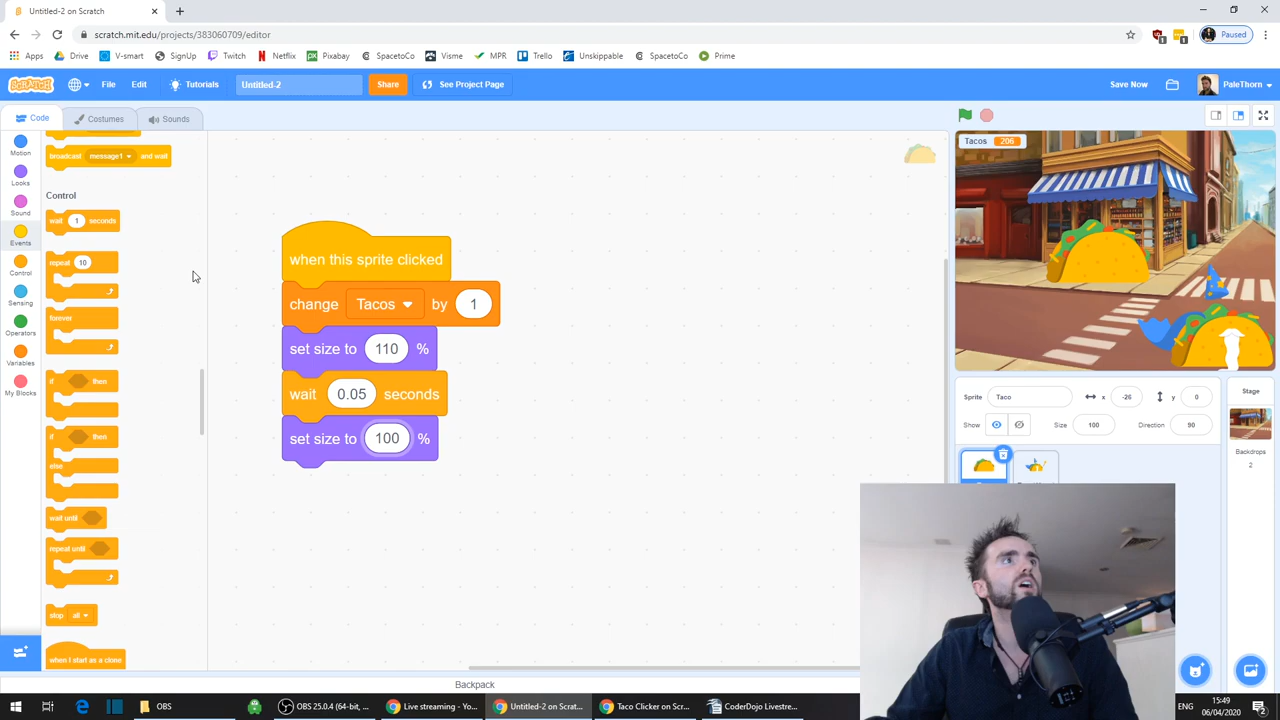 Untitled-2 on Scratch
scratch.mit.edu/projects/383060709/editor
Paused
Apps
Drive
V-smart
SignUp
Twitch
Netflix
Pixabay
SpacetoCo
Visme
MPR
Trello
Unskippable
SpacetoCo
Prime
SCRATCH
File
Edit
Tutorials
Untitled-2
Share
See Project Page
Save Now
PaleThorn
Code
Costumes
Sounds
Motion
Looks
Sound
Events
Control
Sensing
Operators
Variables
My Blocks
broadcast message1 and wait
Control
wait 1 seconds
repeat 10
forever
if then
if then
else
wait until
repeat until
stop all
when I start as a clone
when this sprite clicked
change Tacos by 1
set size to 110 %
wait 0.05 seconds
set size to 100 %
Backpack
Tacos 206
Sprite Taco x -26 y 0
Show Size 100 Direction 90
Stage
Backdrops
2
OBS
OBS 25.0.4 (64-bit, ...
Live streaming - Yo...
Untitled-2 on Scrat...
Taco Clicker on Scr...
CoderDojo Livestre...
ENG
15:49
06/04/2020
2